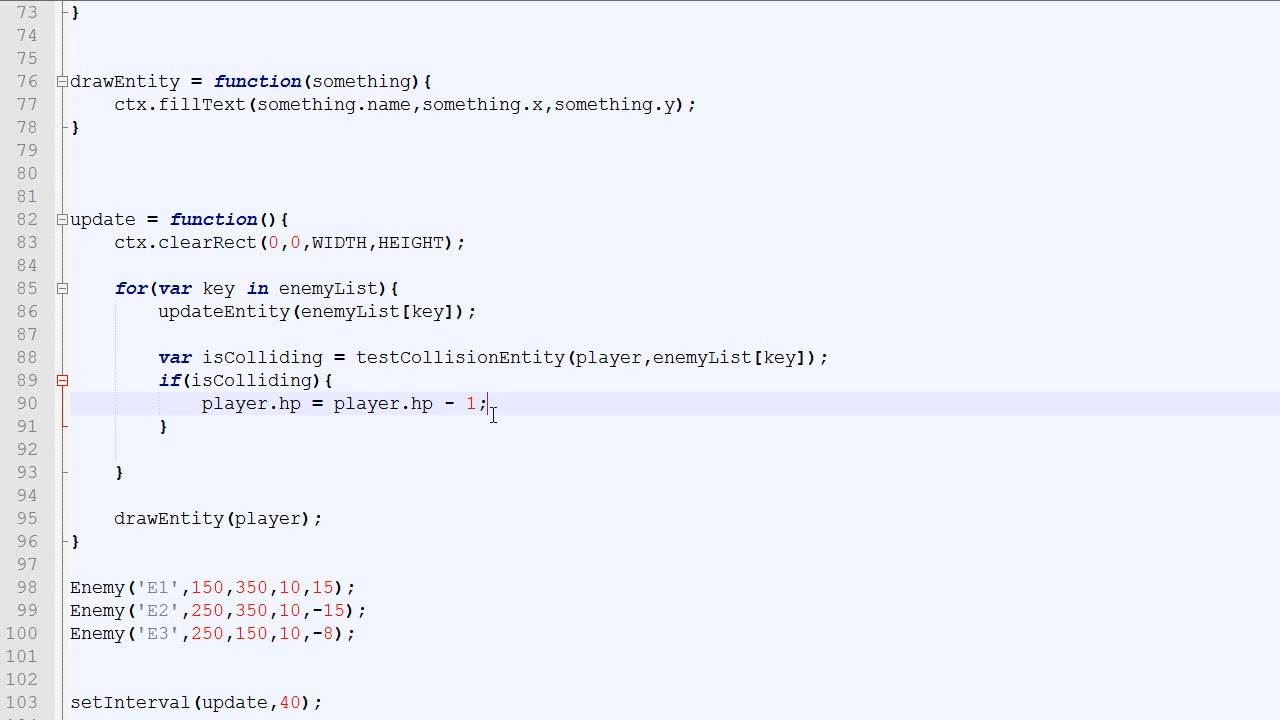 73 }
74
75
76 drawEntity = function(something){
77 ctx.fillText(something.name,something.x,something.y);
78 }
79
80
81
82 update = function(){
83 ctx.clearRect(0,0,WIDTH,HEIGHT);
84
85 for(var key in enemyList){
86 updateEntity(enemyList[key]);
87
88 var isColliding = testCollisionEntity(player,enemyList[key]);
89 if(isColliding){
90 player.hp = player.hp - 1;
91 }
92
93 }
94
95 drawEntity(player);
96 }
97
98 Enemy('E1',150,350,10,15);
99 Enemy('E2',250,350,10,-15);
100 Enemy('E3',250,150,10,-8);
101
102
103 setInterval(update,40);